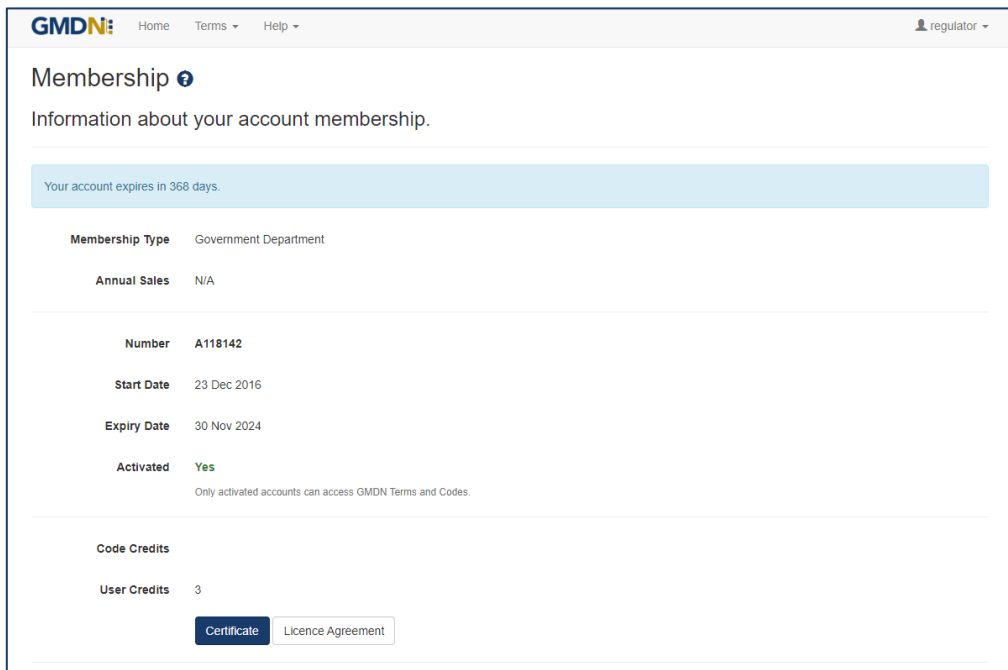 GMDN Home Terms Help regulator
Membership ?
Information about your account membership.
Your account expires in 368 days.
Membership Type Government Department
Annual Sales N/A
Number A118142
Start Date 23 Dec 2016
Expiry Date 30 Nov 2024
Activated Yes
Only activated accounts can access GMDN Terms and Codes.
Code Credits
User Credits 3
Certificate Licence Agreement